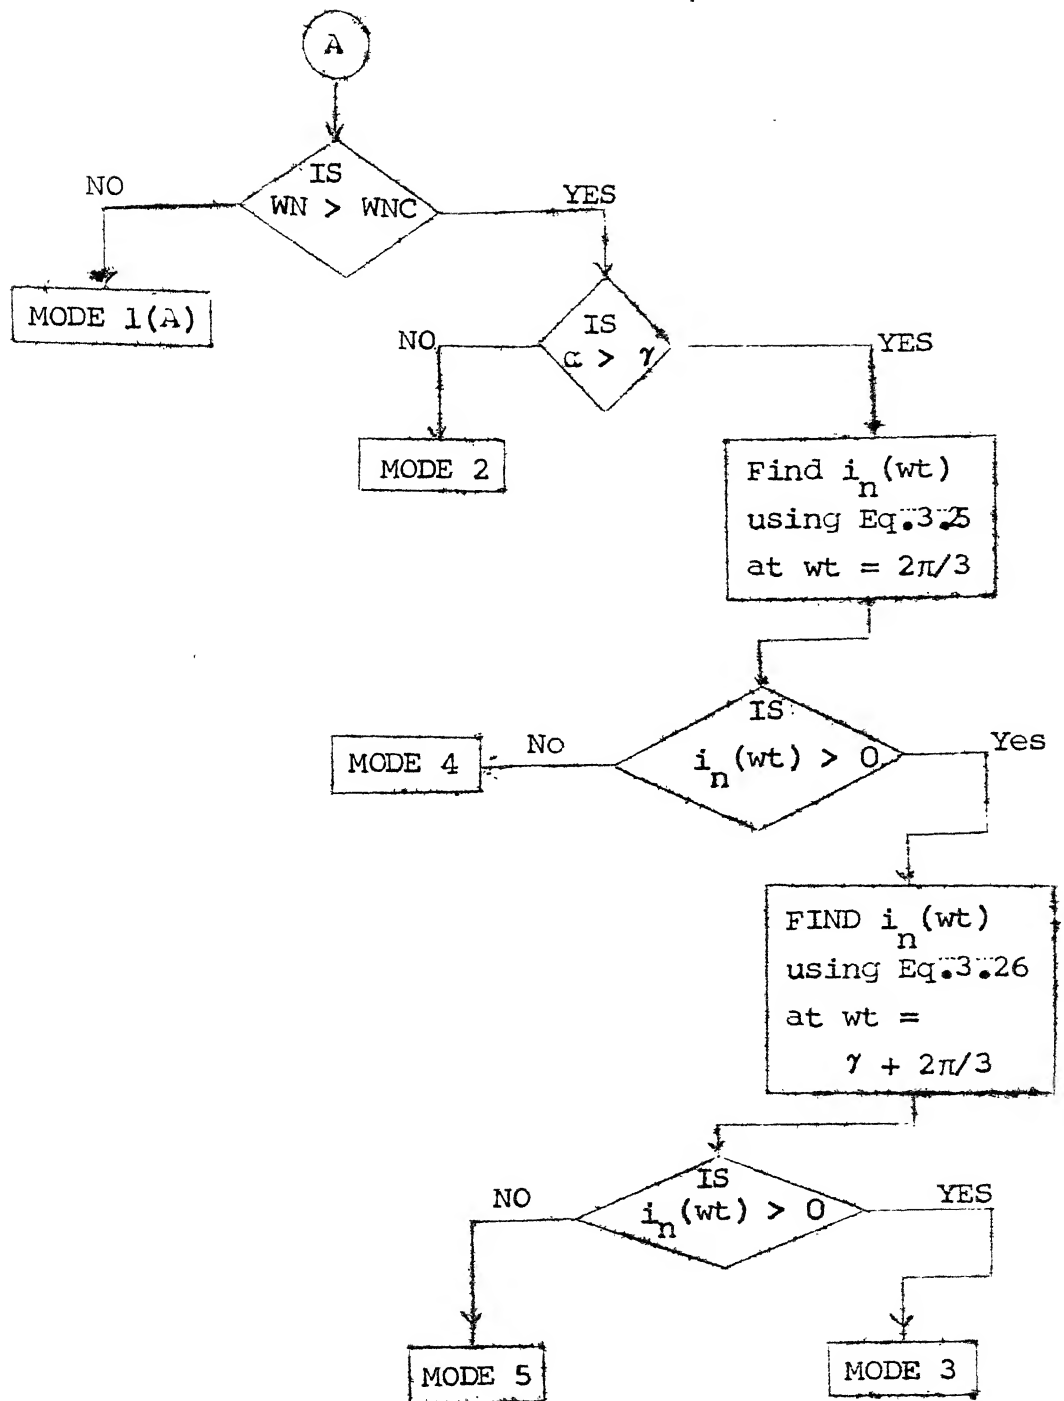 A
IS
WN > WNC
NO
YES
MODE 1(A)
IS
α > γ
NO
YES
MODE 2
Find i_n(wt)
using Eq.3.25
at wt = 2π/3
IS
i_n(wt) > 0
No
Yes
MODE 4
FIND i_n(wt)
using Eq.3.26
at wt =
γ + 2π/3
IS
i_n(wt) > 0
NO
YES
MODE 5
MODE 3